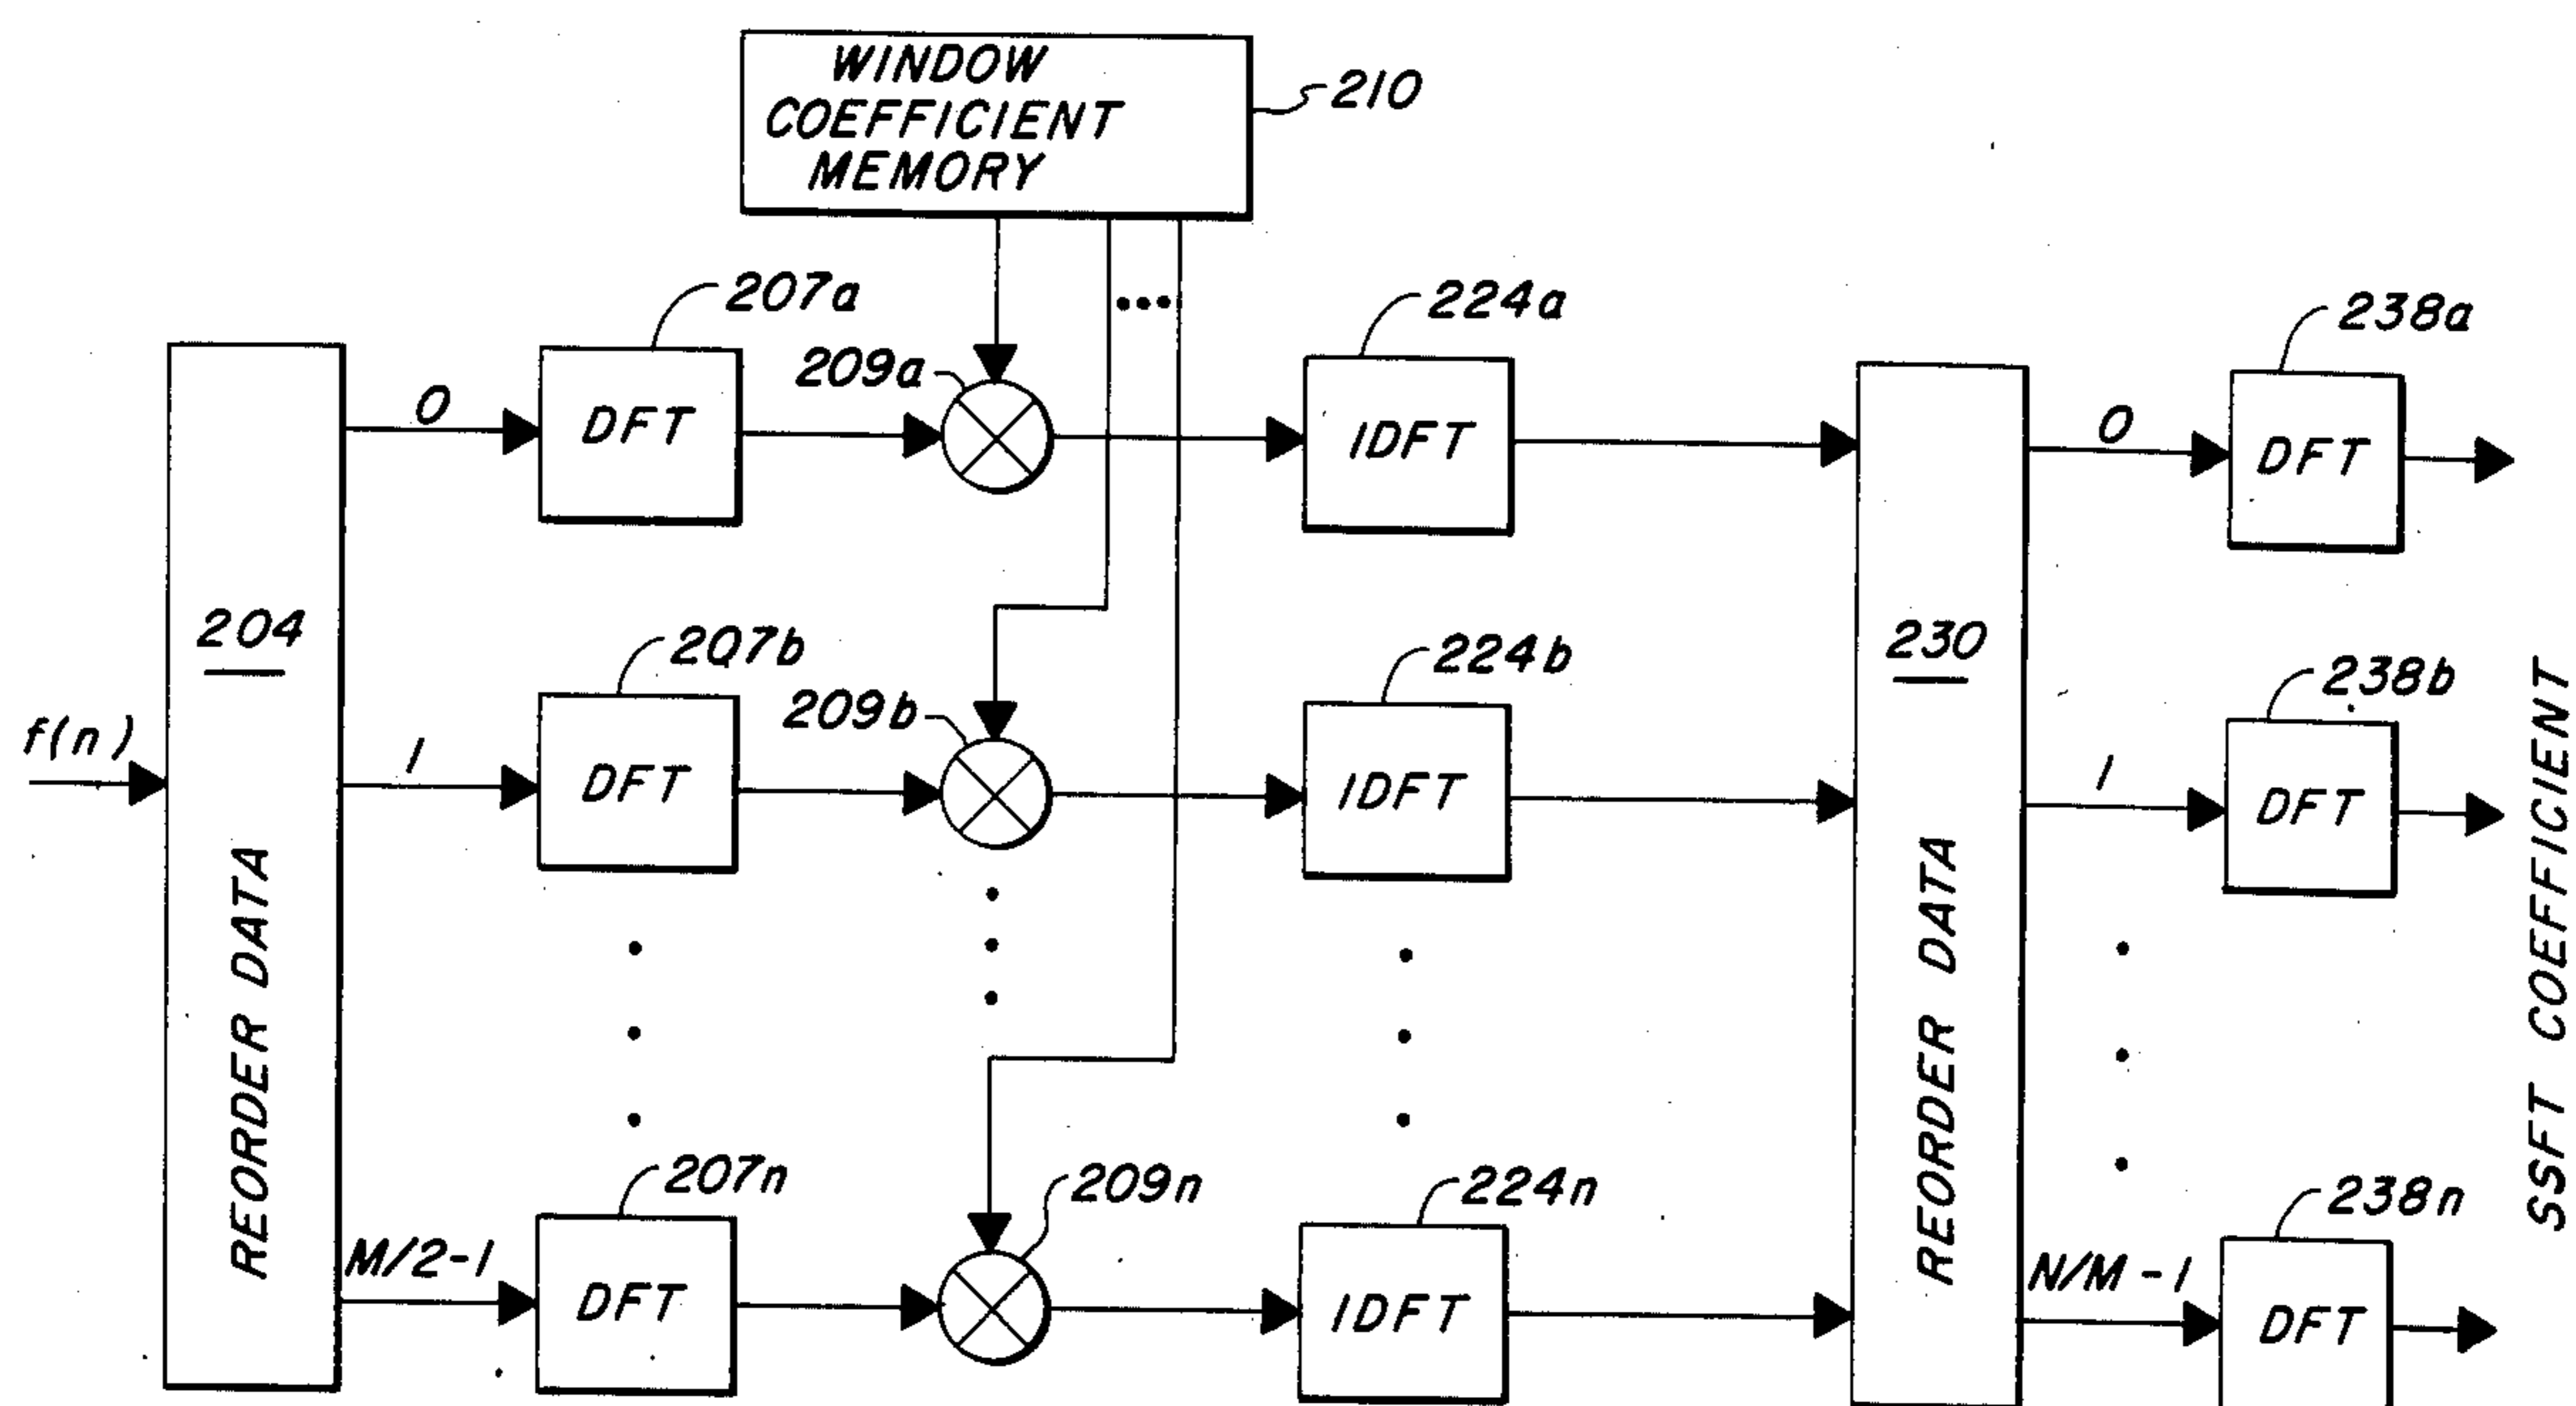 WINDOW
COEFFICIENT
MEMORY
210
207a
209a
224a
238a
0
DFT
IDFT
0
DFT
204
207b
209b
224b
230
238b
f(n)
1
DFT
IDFT
1
DFT
REORDER DATA
REORDER DATA
SSFT COEFFICIENT
207n
209n
224n
238n
M/2-1
DFT
IDFT
N/M-1
DFT